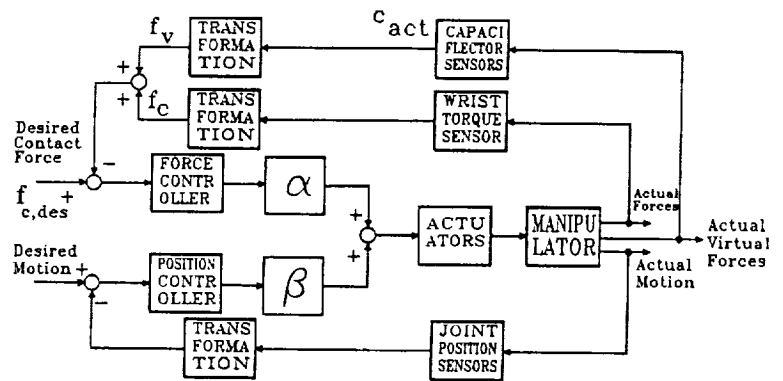 f_v
TRANS
FORMA
TION
c_act
CAPACI
FLECTOR
SENSORS
+
+
f_c
TRANS
FORMA
TION
WRIST
TORQUE
SENSOR
Desired
Contact
Force
−
+
f_c,des
FORCE
CONTR
OLLER
α
+
+
ACTU
ATORS
MANIPU
LATOR
Actual
Forces
Actual
Virtual
Forces
Actual
Motion
Desired
Motion
+
−
POSITION
CONTR
OLLER
β
TRANS
FORMA
TION
JOINT
POSITION
SENSORS